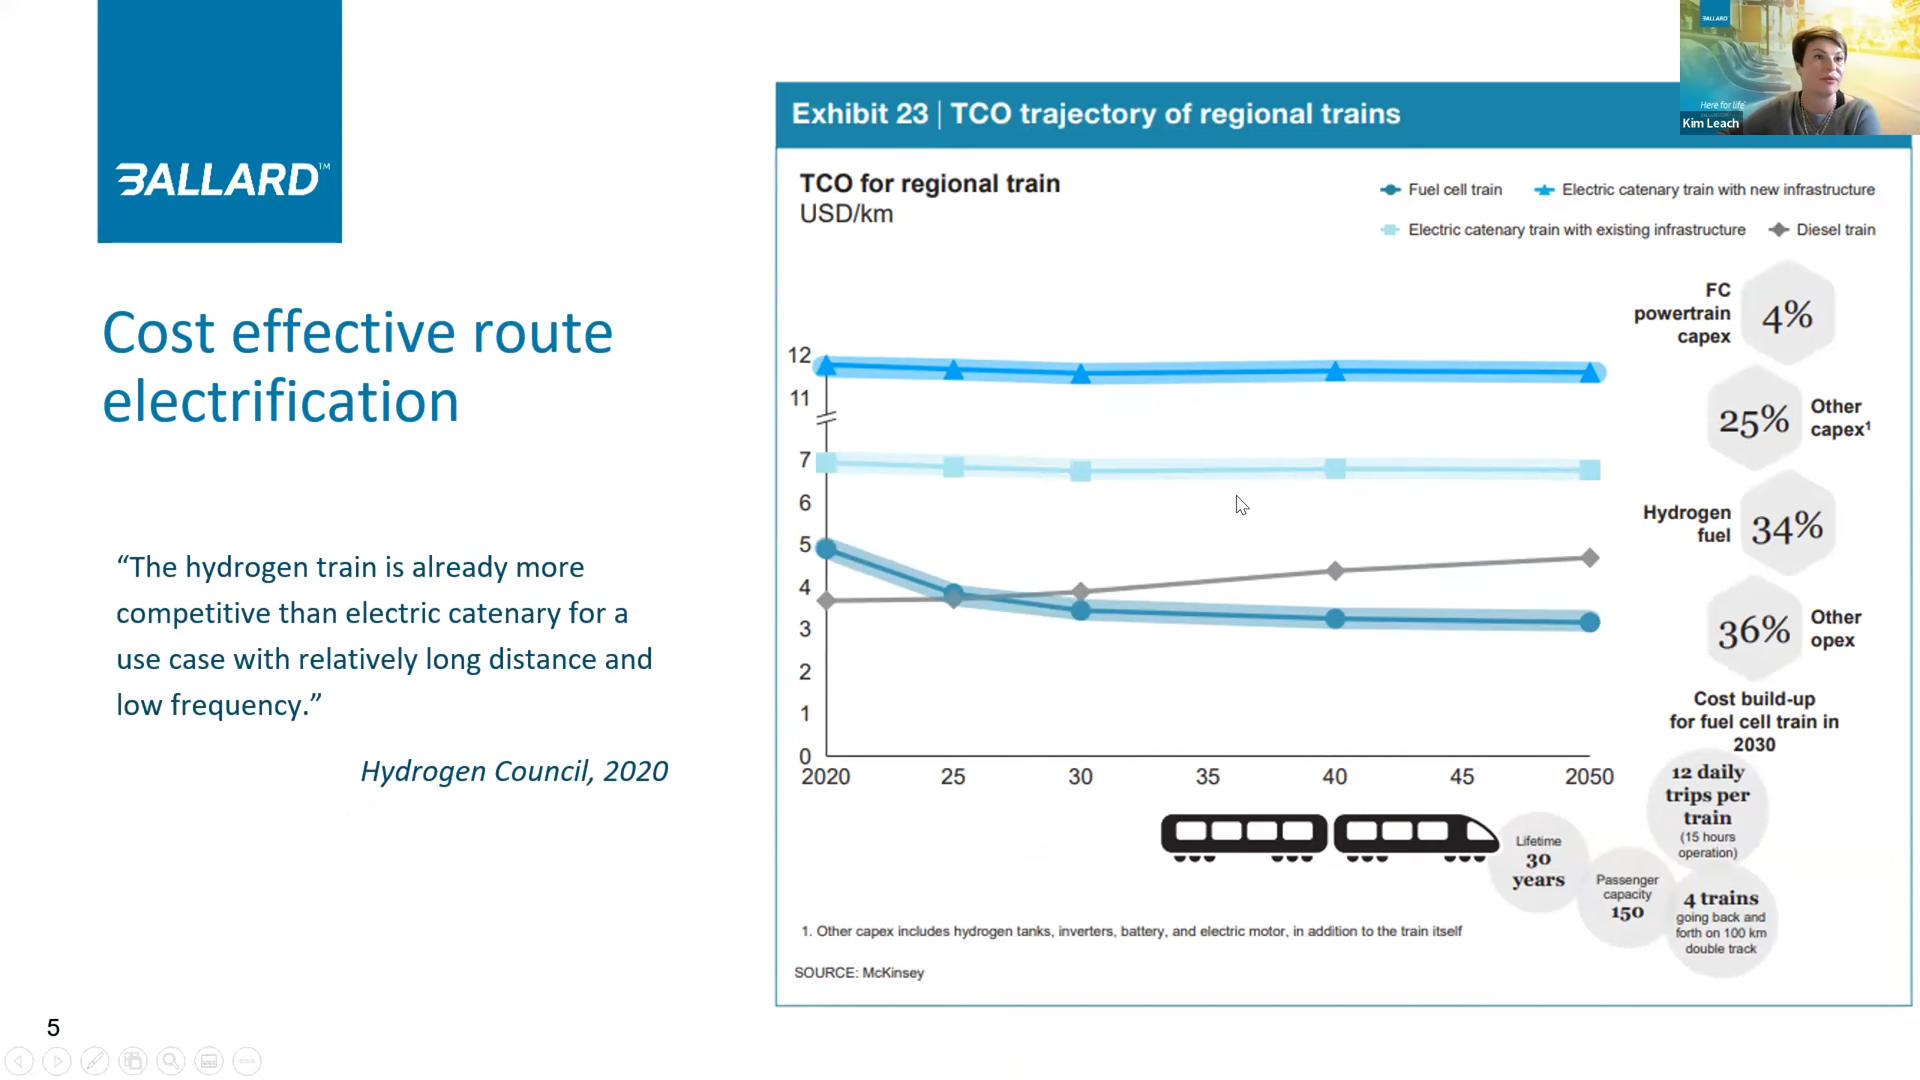 BALLARD™
Cost effective route
electrification
“The hydrogen train is already more
competitive than electric catenary for a
use case with relatively long distance and
low frequency.”
Hydrogen Council, 2020
5
Exhibit 23 | TCO trajectory of regional trains
TCO for regional train
USD/km
Fuel cell train
Electric catenary train with new infrastructure
Electric catenary train with existing infrastructure
Diesel train
12
11
7
6
5
4
3
2
1
0
2020 25 30 35 40 45 2050
FC
powertrain
capex
4%
25%
Other
capex¹
Hydrogen
fuel
34%
36%
Other
opex
Cost build-up
for fuel cell train in
2030
12 daily
trips per
train
(15 hours
operation)
Lifetime
30
years
Passenger
capacity
150
4 trains
going back and
forth on 100 km
double track
1. Other capex includes hydrogen tanks, inverters, battery, and electric motor, in addition to the train itself
SOURCE: McKinsey
BALLARD
Here for life
Kim Leach